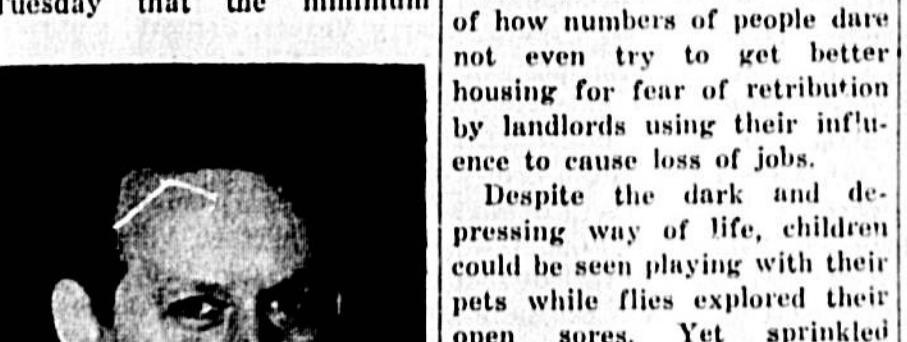 Tuesday that the minimum
of how numbers of people dare
not even try to get better
housing for fear of retribution
by landlords using their influ-
ence to cause loss of jobs.
Despite the dark and de-
pressing way of life, children
could be seen playing with their
pets while flies explored their
open sores. Yet sprinkled